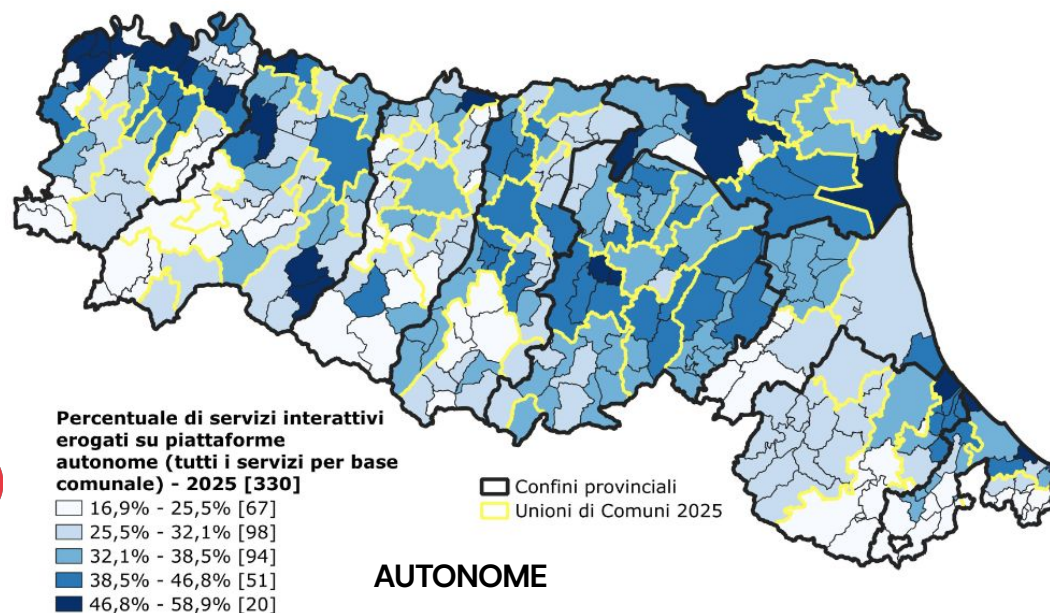 Percentuale di servizi interattivi
erogati su piattaforme
autonome (tutti i servizi per base
comunale) - 2025 [330]
16,9% - 25,5% [67]
25,5% - 32,1% [98]
32,1% - 38,5% [94]
38,5% - 46,8% [51]
46,8% - 58,9% [20]
Confini provinciali
Unioni di Comuni 2025
AUTONOME